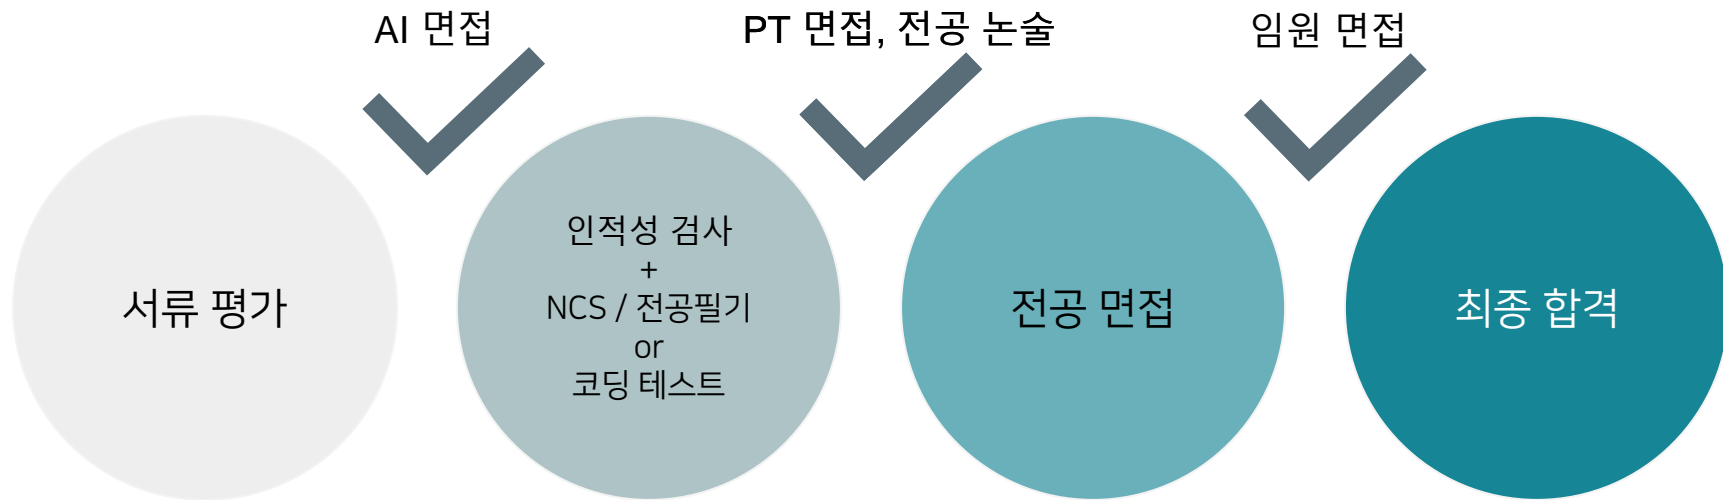 AI 면접
PT 면접, 전공 논술
임원 면접
서류 평가
인적성 검사
+
NCS / 전공필기
or
코딩 테스트
전공 면접
최종 합격